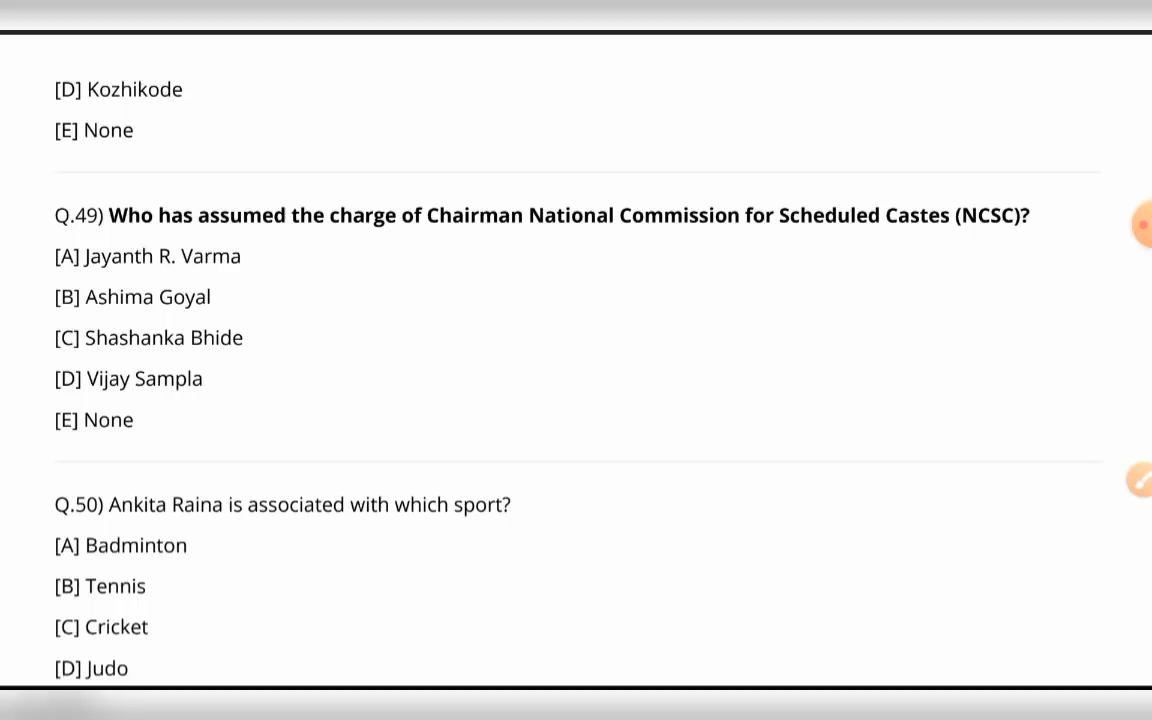 [D] Kozhikode
[E] None
Q.49) Who has assumed the charge of Chairman National Commission for Scheduled Castes (NCSC)?
[A] Jayanth R. Varma
[B] Ashima Goyal
[C] Shashanka Bhide
[D] Vijay Sampla
[E] None
Q.50) Ankita Raina is associated with which sport?
[A] Badminton
[B] Tennis
[C] Cricket
[D] Judo